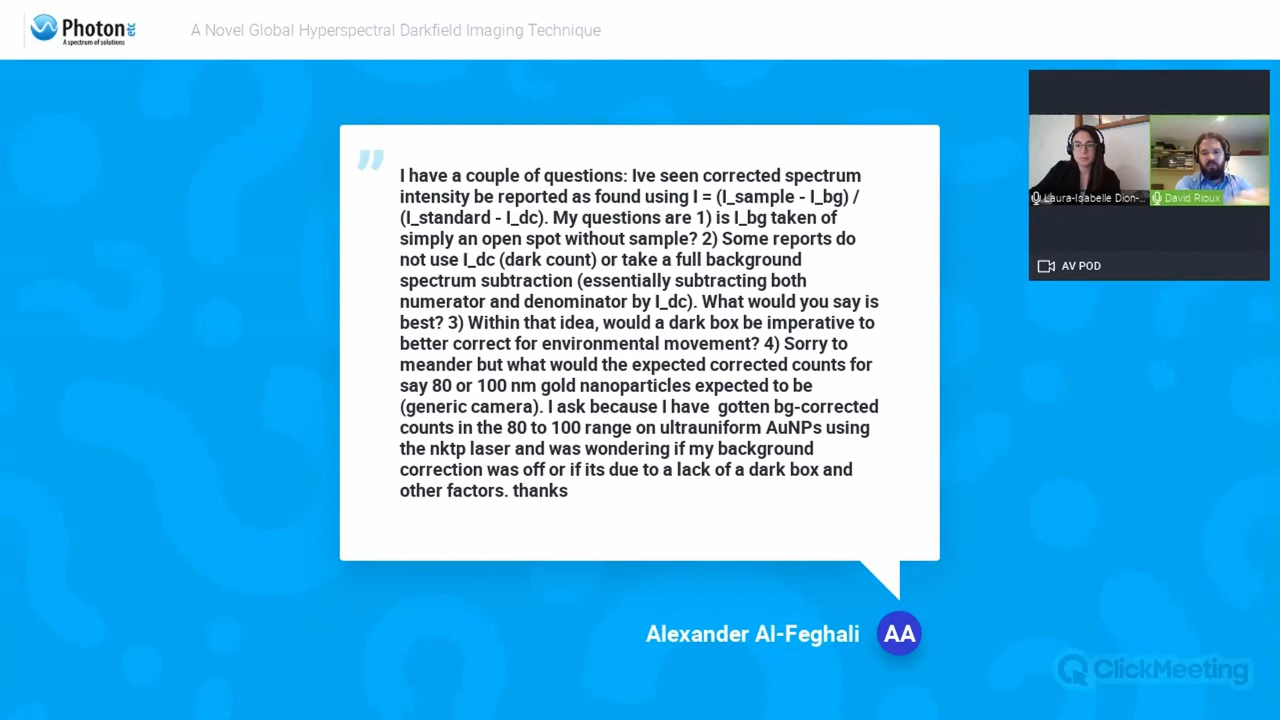 Photon etc
A spectrum of solutions
A Novel Global Hyperspectral Darkfield Imaging Technique
"
I have a couple of questions: Ive seen corrected spectrum
intensity be reported as found using I = (I_sample - I_bg) /
(I_standard - I_dc). My questions are 1) is I_bg taken of
simply an open spot without sample? 2) Some reports do
not use I_dc (dark count) or take a full background
spectrum subtraction (essentially subtracting both
numerator and denominator by I_dc). What would you say is
best? 3) Within that idea, would a dark box be imperative to
better correct for environmental movement? 4) Sorry to
meander but what would the expected corrected counts for
say 80 or 100 nm gold nanoparticles expected to be
(generic camera). I ask because I have  gotten bg-corrected
counts in the 80 to 100 range on ultrauniform AuNPs using
the nktp laser and was wondering if my background
correction was off or if its due to a lack of a dark box and
other factors. thanks
Alexander Al-Feghali
AA
Laura-Isabelle Dion-...
David Rioux
AV POD
ClickMeeting